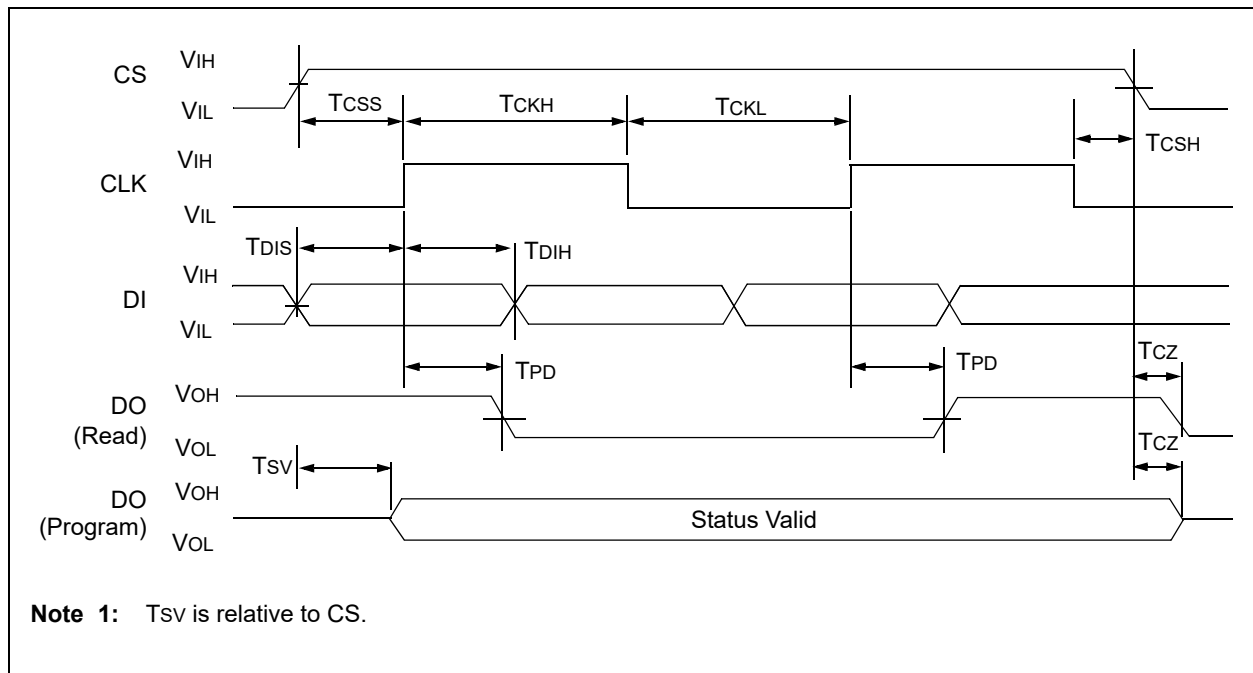 CS VIH
VIL
TCSS TCKH TCKL TCSH
CLK VIH
VIL
TDIS TDIH
DI VIH
VIL
TPD TPD TCZ
DO
(Read) VOH
VOL
TSV TCZ
DO
(Program) VOH
VOL
Status Valid
Note 1: TSV is relative to CS.